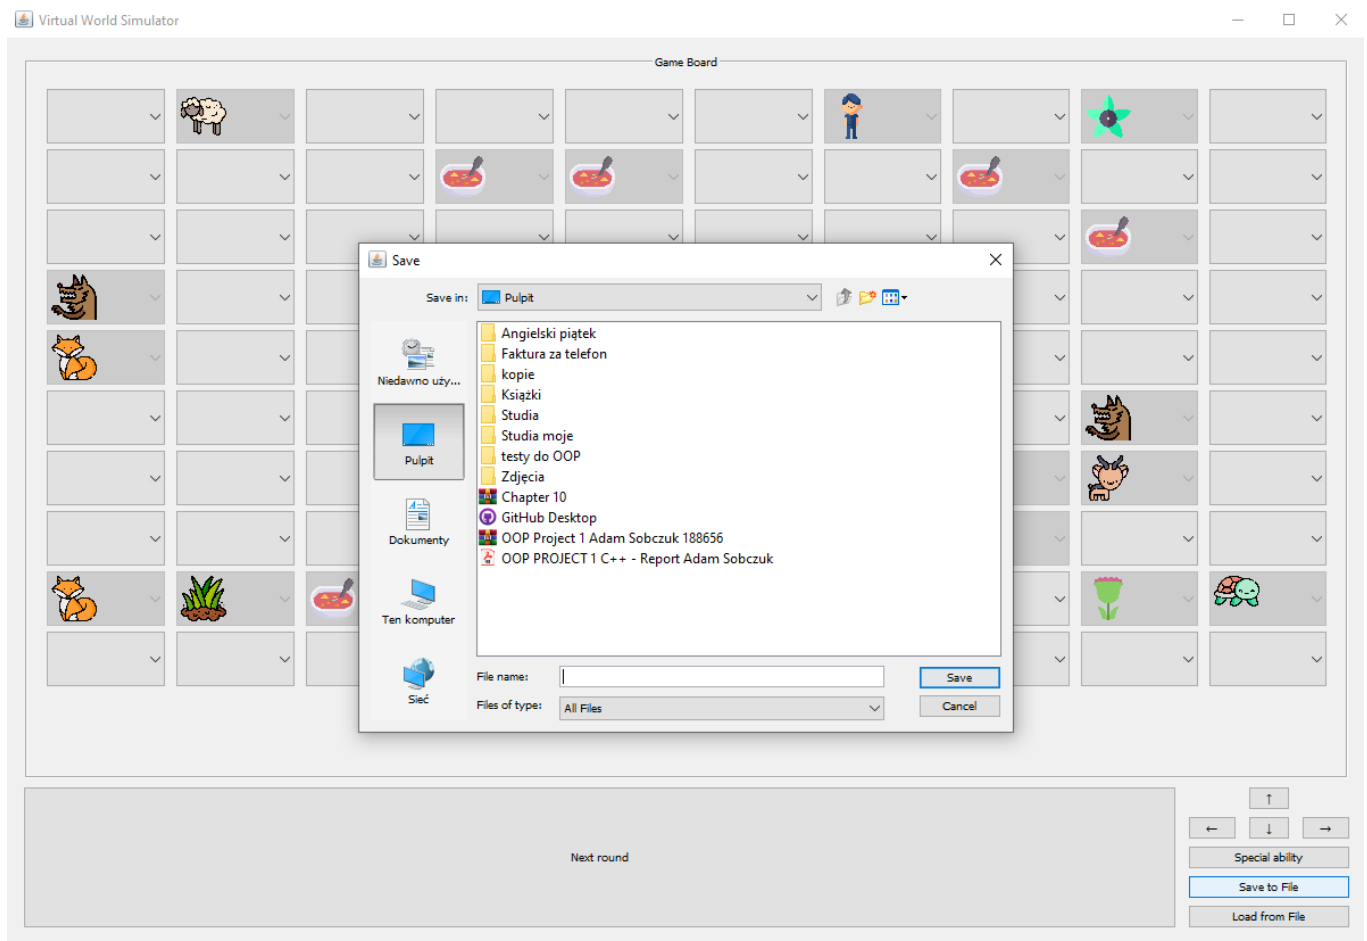 Virtual World Simulator
Game Board
Save
Save in:
Pulpit
Niedawno uży...
Pulpit
Dokumenty
Ten komputer
Sieć
Angielski piątek
Faktura za telefon
kopie
Książki
Studia
Studia moje
testy do OOP
Zdjęcia
Chapter 10
GitHub Desktop
OOP Project 1 Adam Sobczuk 188656
OOP PROJECT 1 C++ - Report Adam Sobczuk
File name:
Save
Files of type:
All Files
Cancel
Next round
↑
← ↓ →
Special ability
Save to File
Load from File